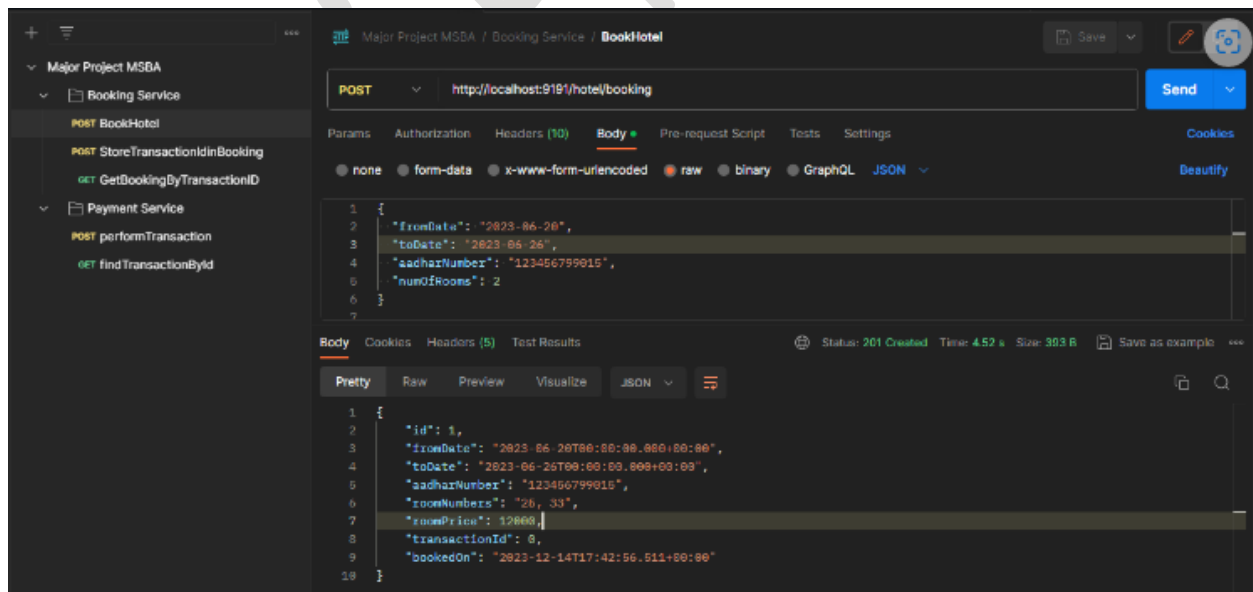 Major Project MSBA / Booking Service / BookHotel
Save
Major Project MSBA
Booking Service
POST BookHotel
POST StoreTransactionIdinBooking
GET GetBookingByTransactionID
Payment Service
POST performTransaction
GET findTransactionById
POST http://localhost:9191/hotel/booking Send
Params Authorization Headers (10) Body Pre-request Script Tests Settings Cookies
none form-data x-www-form-urlencoded raw binary GraphQL JSON Beautify
1 {
2 "fromDate": "2023-06-20",
3 "toDate": "2023-06-26",
4 "aadharNumber": "123456799015",
5 "numOfRooms": 2
6 }
7
Body Cookies Headers (5) Test Results Status: 201 Created Time: 4.52 s Size: 393 B Save as example
Pretty Raw Preview Visualize JSON
1 {
2 "id": 1,
3 "fromDate": "2023-06-20T00:00:00.000+00:00",
4 "toDate": "2023-06-26T00:00:00.000+00:00",
5 "aadharNumber": "123456799015",
6 "roomNumbers": 33",
7 "roomPrice": 12000,
8 "transactionId": 0,
9 "bookedOn": "2023-12-14T17:42:56.511+00:00"
10 }